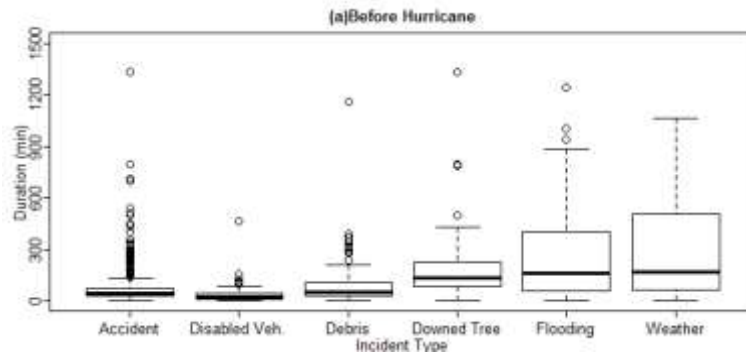 (a)Before Hurricane
1500
1200
900
600
300
0
Duration (min)
Accident Disabled Veh. Debris Downed Tree Flooding Weather
Incident Type